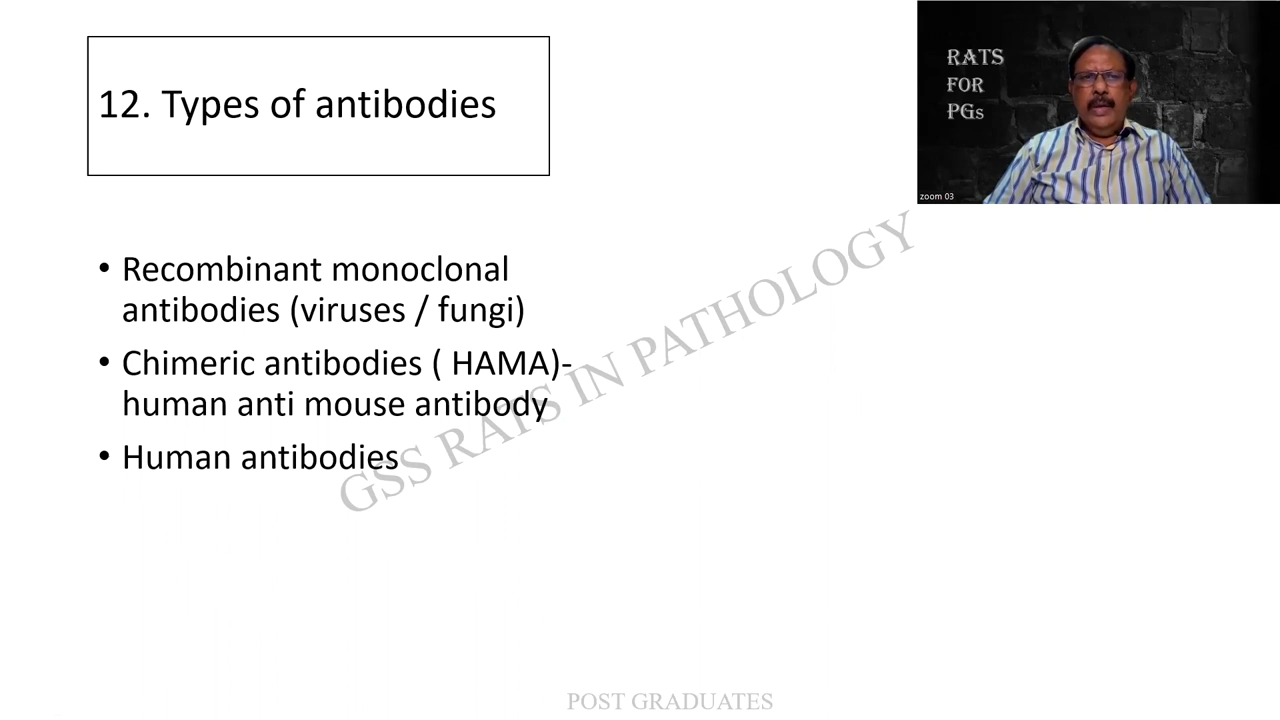 12. Types of antibodies
RATS
FOR
PGs
zoom 03
• Recombinant monoclonal
antibodies (viruses / fungi)
• Chimeric antibodies ( HAMA)-
human anti mouse antibody
• Human antibodies
GSS RATS IN PATHOLOGY
POST GRADUATES